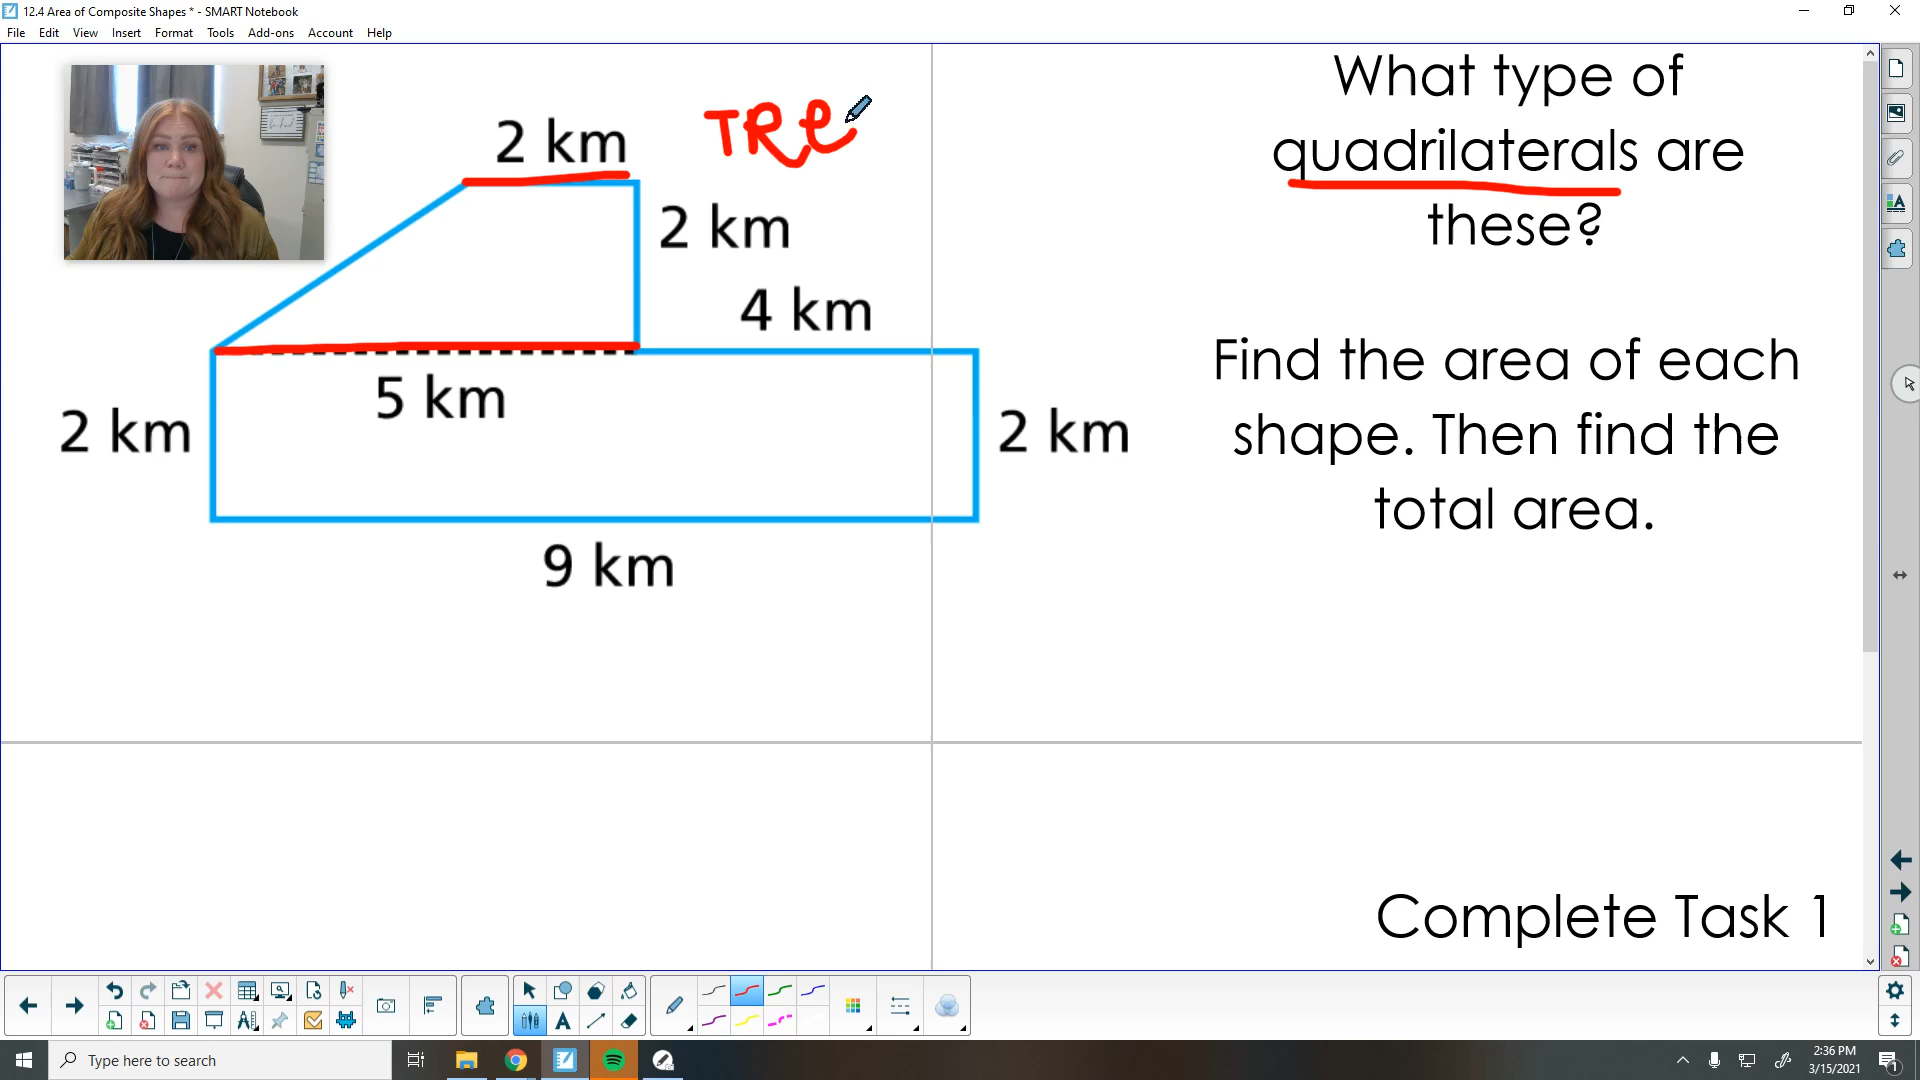 12.4 Area of Composite Shapes * - SMART Notebook
File Edit View Insert Format Tools Add-ons Account Help
What type of
quadrilaterals are
these?
Find the area of each
shape. Then find the
total area.
TRe
2 km
2 km
4 km
5 km
2 km
2 km
9 km
Complete Task 1
Type here to search
2:36 PM
3/15/2021